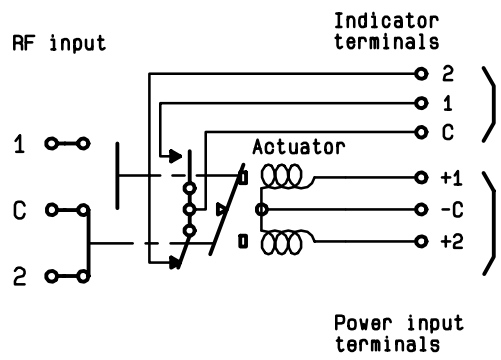 Indicator
terminals
RF input
2
1
C
Actuator
1
+1
C
-C
+2
2
Power input
terminals